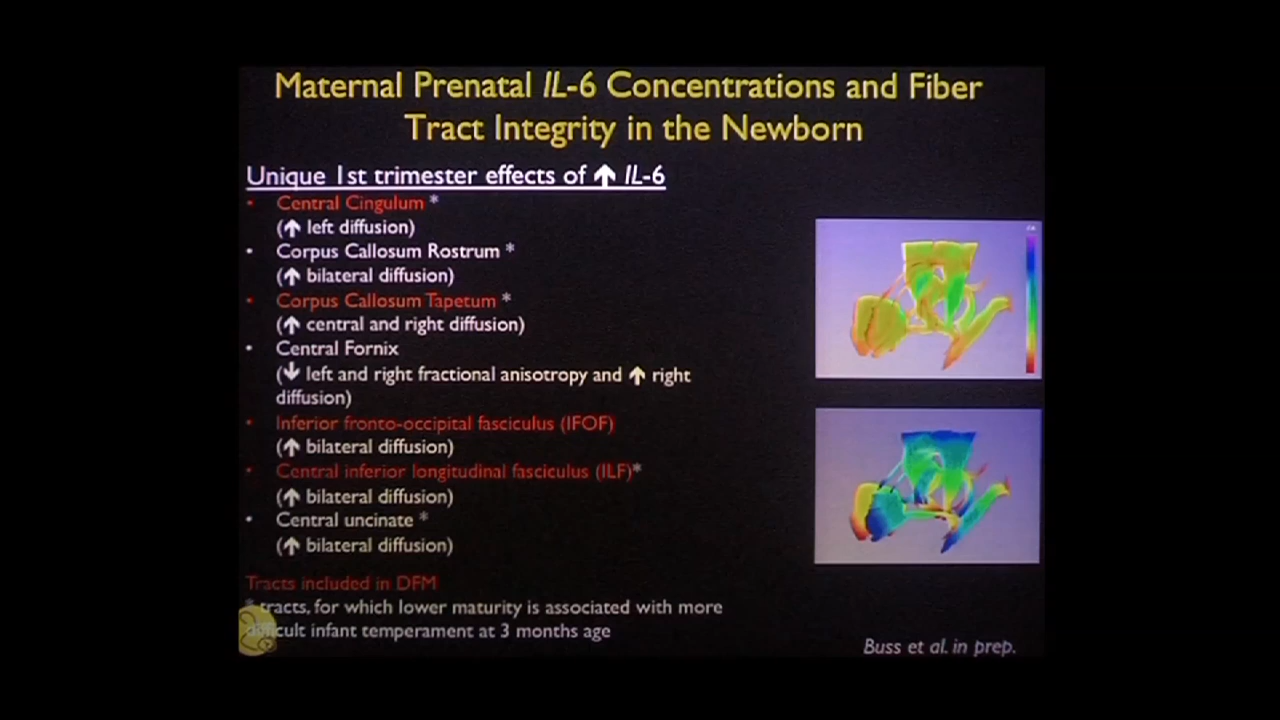 Maternal Prenatal IL-6 Concentrations and Fiber
Tract Integrity in the Newborn
Unique 1st trimester effects of ↑ IL-6
• Central Cingulum *
(↑ left diffusion)
• Corpus Callosum Rostrum *
(↑ bilateral diffusion)
• Corpus Callosum Tapetum *
(↑ central and right diffusion)
• Central Fornix
(↓ left and right fractional anisotropy and ↑ right
diffusion)
• Inferior fronto-occipital fasciculus (IFOF)
(↑ bilateral diffusion)
• Central inferior longitudinal fasciculus (ILF)*
(↑ bilateral diffusion)
• Central uncinate *
(↑ bilateral diffusion)
Tracts included in DFM
* tracts, for which lower maturity is associated with more
difficult infant temperament at 3 months age
Buss et al. in prep.